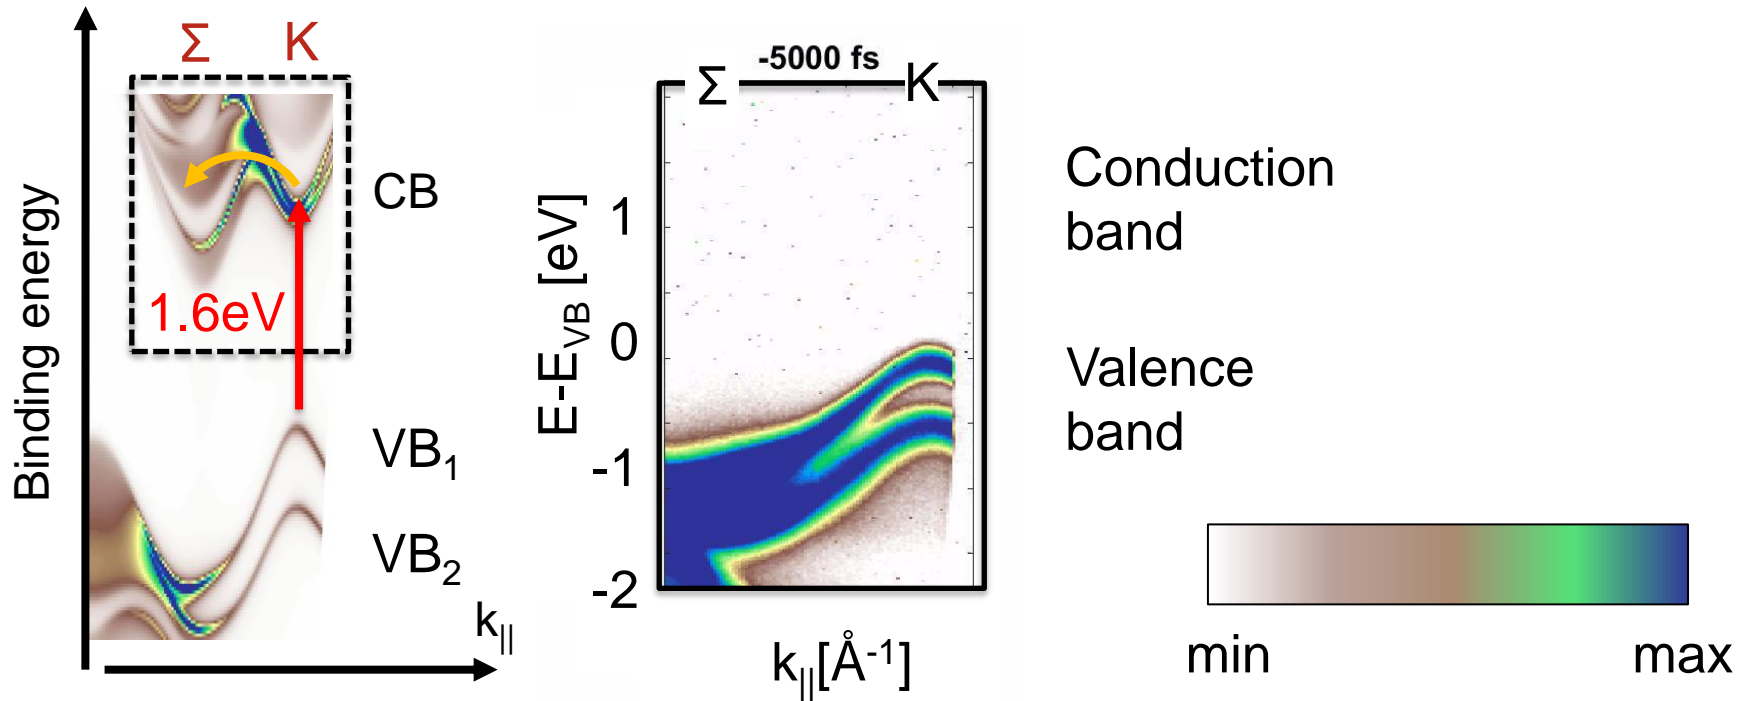 Binding energy
Σ K
CB
1.6eV
VB₁
VB₂
k||
-5000 fs
Σ K
E-E_VB [eV]
1
0
-1
-2
k||[Å⁻¹]
Conduction
band
Valence
band
min max